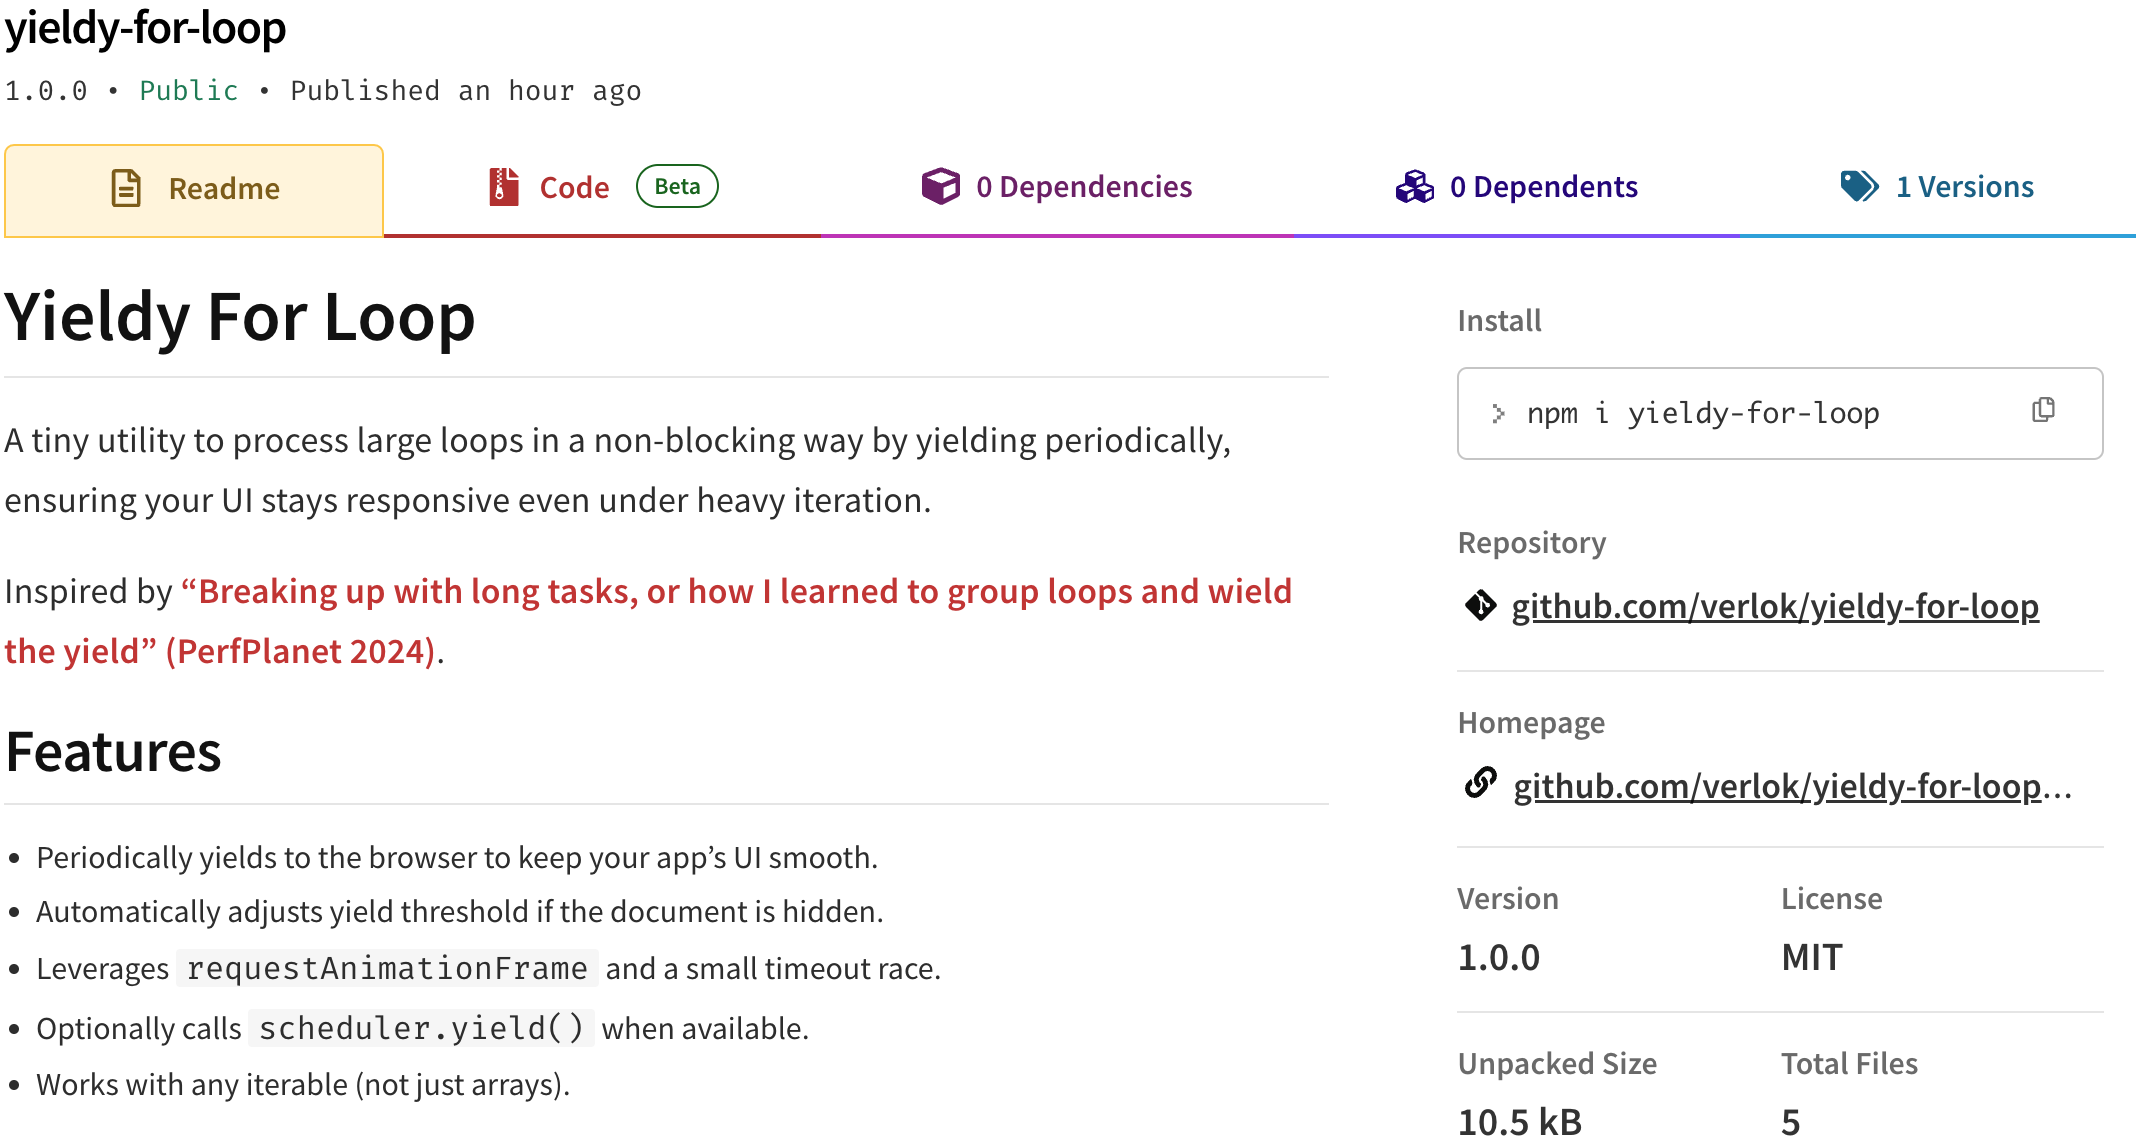 yieldy-for-loop
1.0.0 • Public • Published an hour ago
Readme
Code Beta
0 Dependencies
0 Dependents
1 Versions
Yieldy For Loop
A tiny utility to process large loops in a non-blocking way by yielding periodically,
ensuring your UI stays responsive even under heavy iteration.
Inspired by “Breaking up with long tasks, or how I learned to group loops and wield
the yield” (PerfPlanet 2024).
Features
• Periodically yields to the browser to keep your app’s UI smooth.
• Automatically adjusts yield threshold if the document is hidden.
• Leverages requestAnimationFrame and a small timeout race.
• Optionally calls scheduler.yield() when available.
• Works with any iterable (not just arrays).
Install
> npm i yieldy-for-loop
Repository
github.com/verlok/yieldy-for-loop
Homepage
github.com/verlok/yieldy-for-loop...
Version
1.0.0
License
MIT
Unpacked Size
10.5 kB
Total Files
5